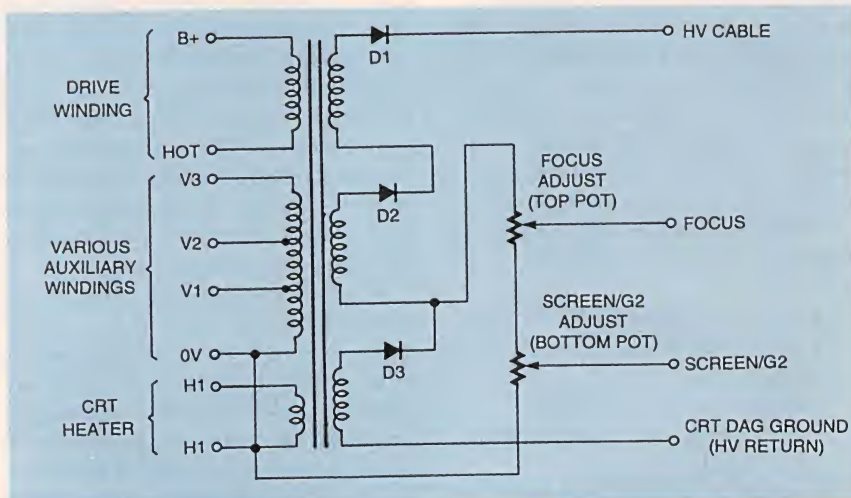 B+
DRIVE
WINDING
HOT
V3
VARIOUS
AUXILIARY
WINDINGS
V2
V1
0V
CRT
HEATER
H1
H1
D1
D2
D3
HV CABLE
FOCUS
ADJUST
(TOP POT)
FOCUS
SCREEN/G2
ADJUST
(BOTTOM POT)
SCREEN/G2
CRT DAG GROUND
(HV RETURN)